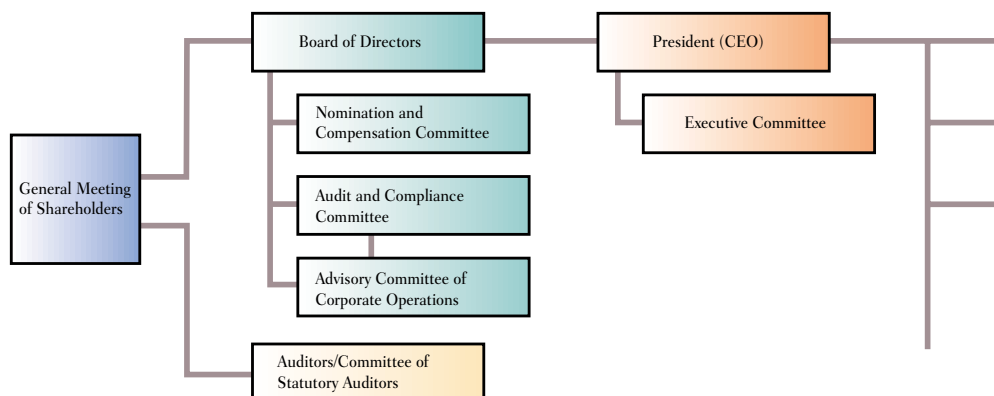 Board of Directors
President (CEO)
Nomination and
Compensation Committee
Executive Committee
General Meeting
of Shareholders
Audit and Compliance
Committee
Advisory Committee of
Corporate Operations
Auditors/Committee of
Statutory Auditors